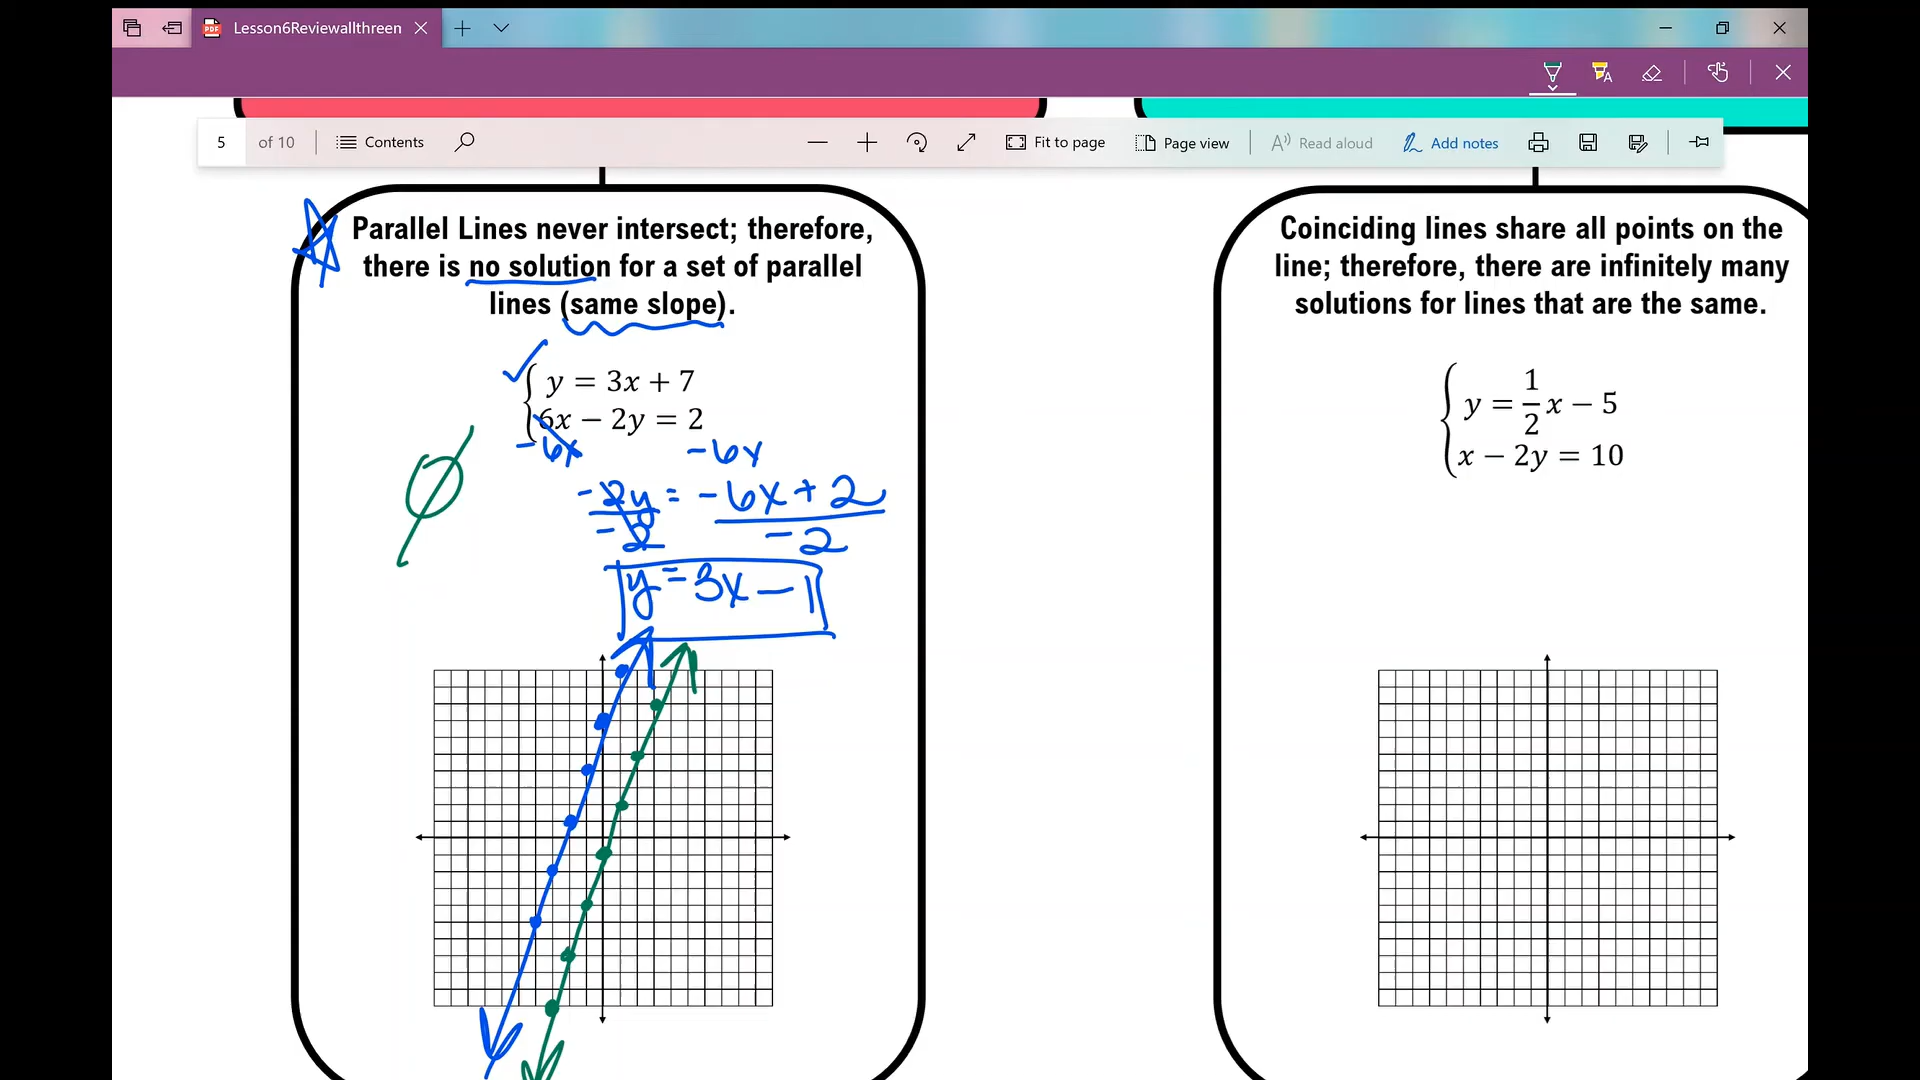 Lesson6Reviewallthreen
5 of 10 Contents Fit to page Page view Read aloud Add notes
Parallel Lines never intersect; therefore,
there is no solution for a set of parallel
lines (same slope).
y = 3x + 7
6x − 2y = 2
-6x -6x
-2y = -6x + 2
-2 -2
y = 3x - 1
∅
Coinciding lines share all points on the
line; therefore, there are infinitely many
solutions for lines that are the same.
y = 1/2 x − 5
x − 2y = 10